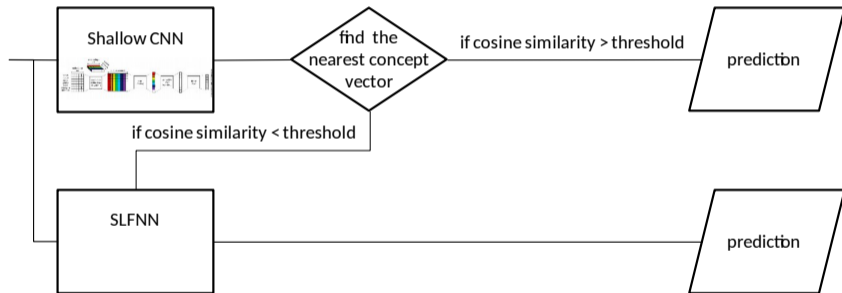 Shallow CNN
find the
nearest concept
vector
if cosine similarity > threshold
prediction
if cosine similarity < threshold
SLFNN
prediction